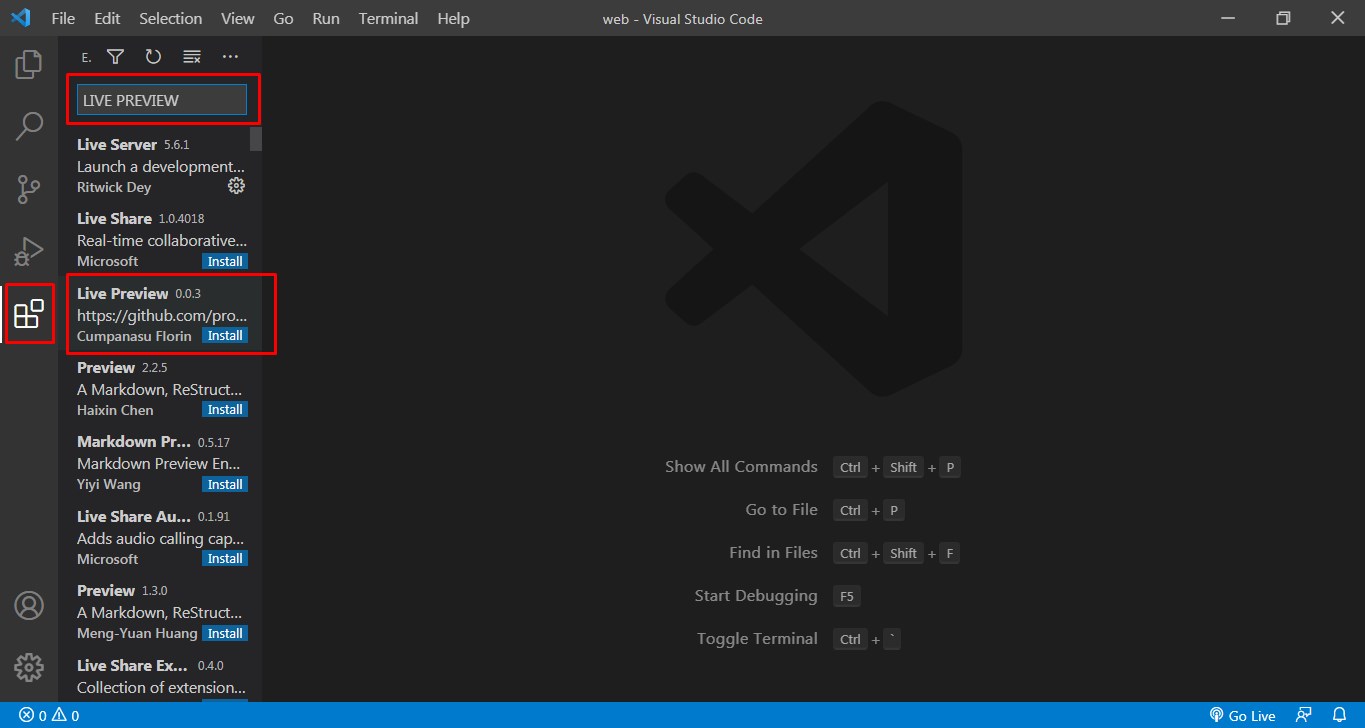 File Edit Selection View Go Run Terminal Help
web - Visual Studio Code
E.
LIVE PREVIEW
Live Server 5.6.1
Launch a development...
Ritwick Dey
Live Share 1.0.4018
Real-time collaborative...
Microsoft Install
Live Preview 0.0.3
https://github.com/pro...
Cumpanasu Florin Install
Preview 2.2.5
A Markdown, ReStruct...
Haixin Chen Install
Markdown Pr... 0.5.17
Markdown Preview En...
Yiyi Wang Install
Live Share Au... 0.1.91
Adds audio calling cap...
Microsoft Install
Preview 1.3.0
A Markdown, ReStruct...
Meng-Yuan Huang Install
Live Share Ex... 0.4.0
Collection of extension...
Show All Commands Ctrl + Shift + P
Go to File Ctrl + P
Find in Files Ctrl + Shift + F
Start Debugging F5
Toggle Terminal Ctrl + `
0 0
Go Live